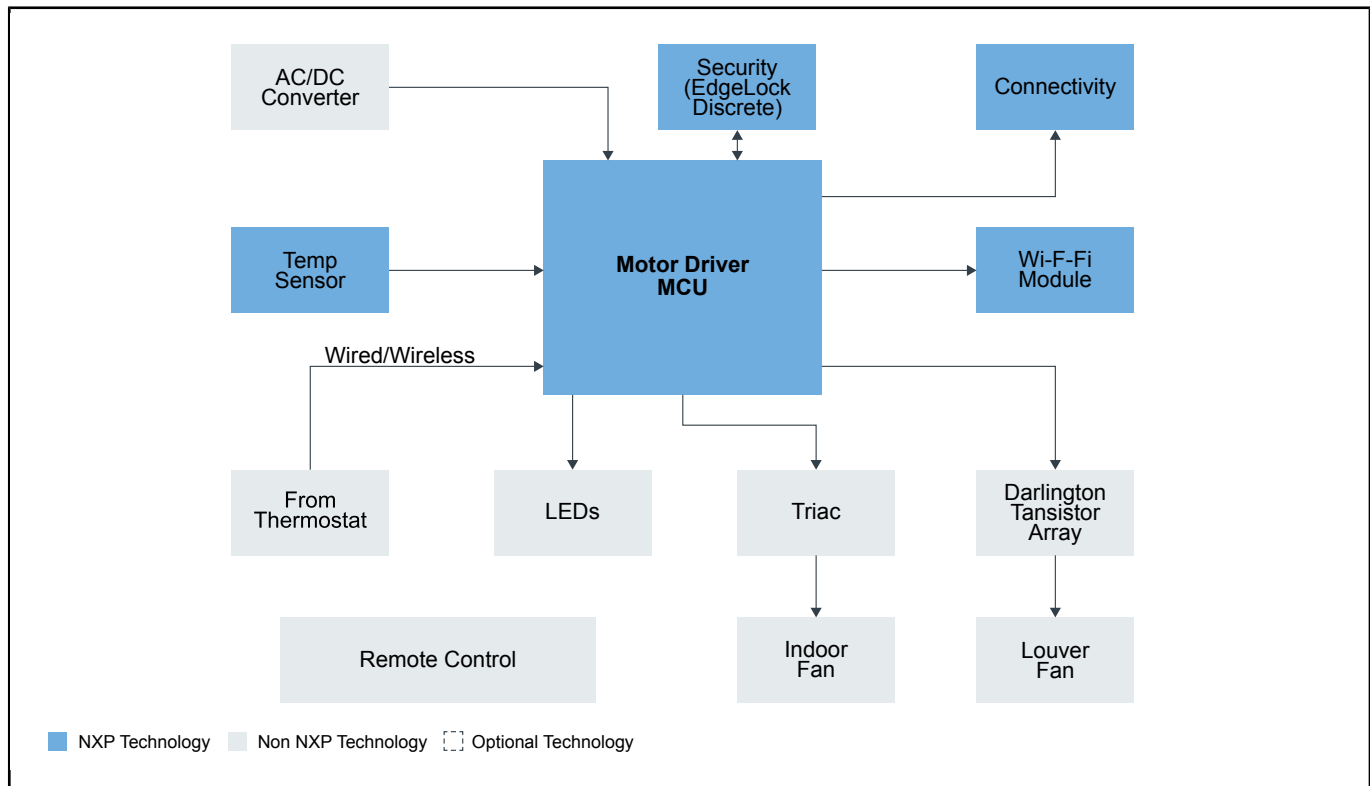 AC/DC
Converter
Security
(EdgeLock
Discrete)
Connectivity
Temp
Sensor
Motor Driver
MCU
Wi-F-Fi
Module
Wired/Wireless
From
Thermostat
LEDs
Triac
Darlington
Tansistor
Array
Remote Control
Indoor
Fan
Louver
Fan
NXP Technology
Non NXP Technology
Optional Technology